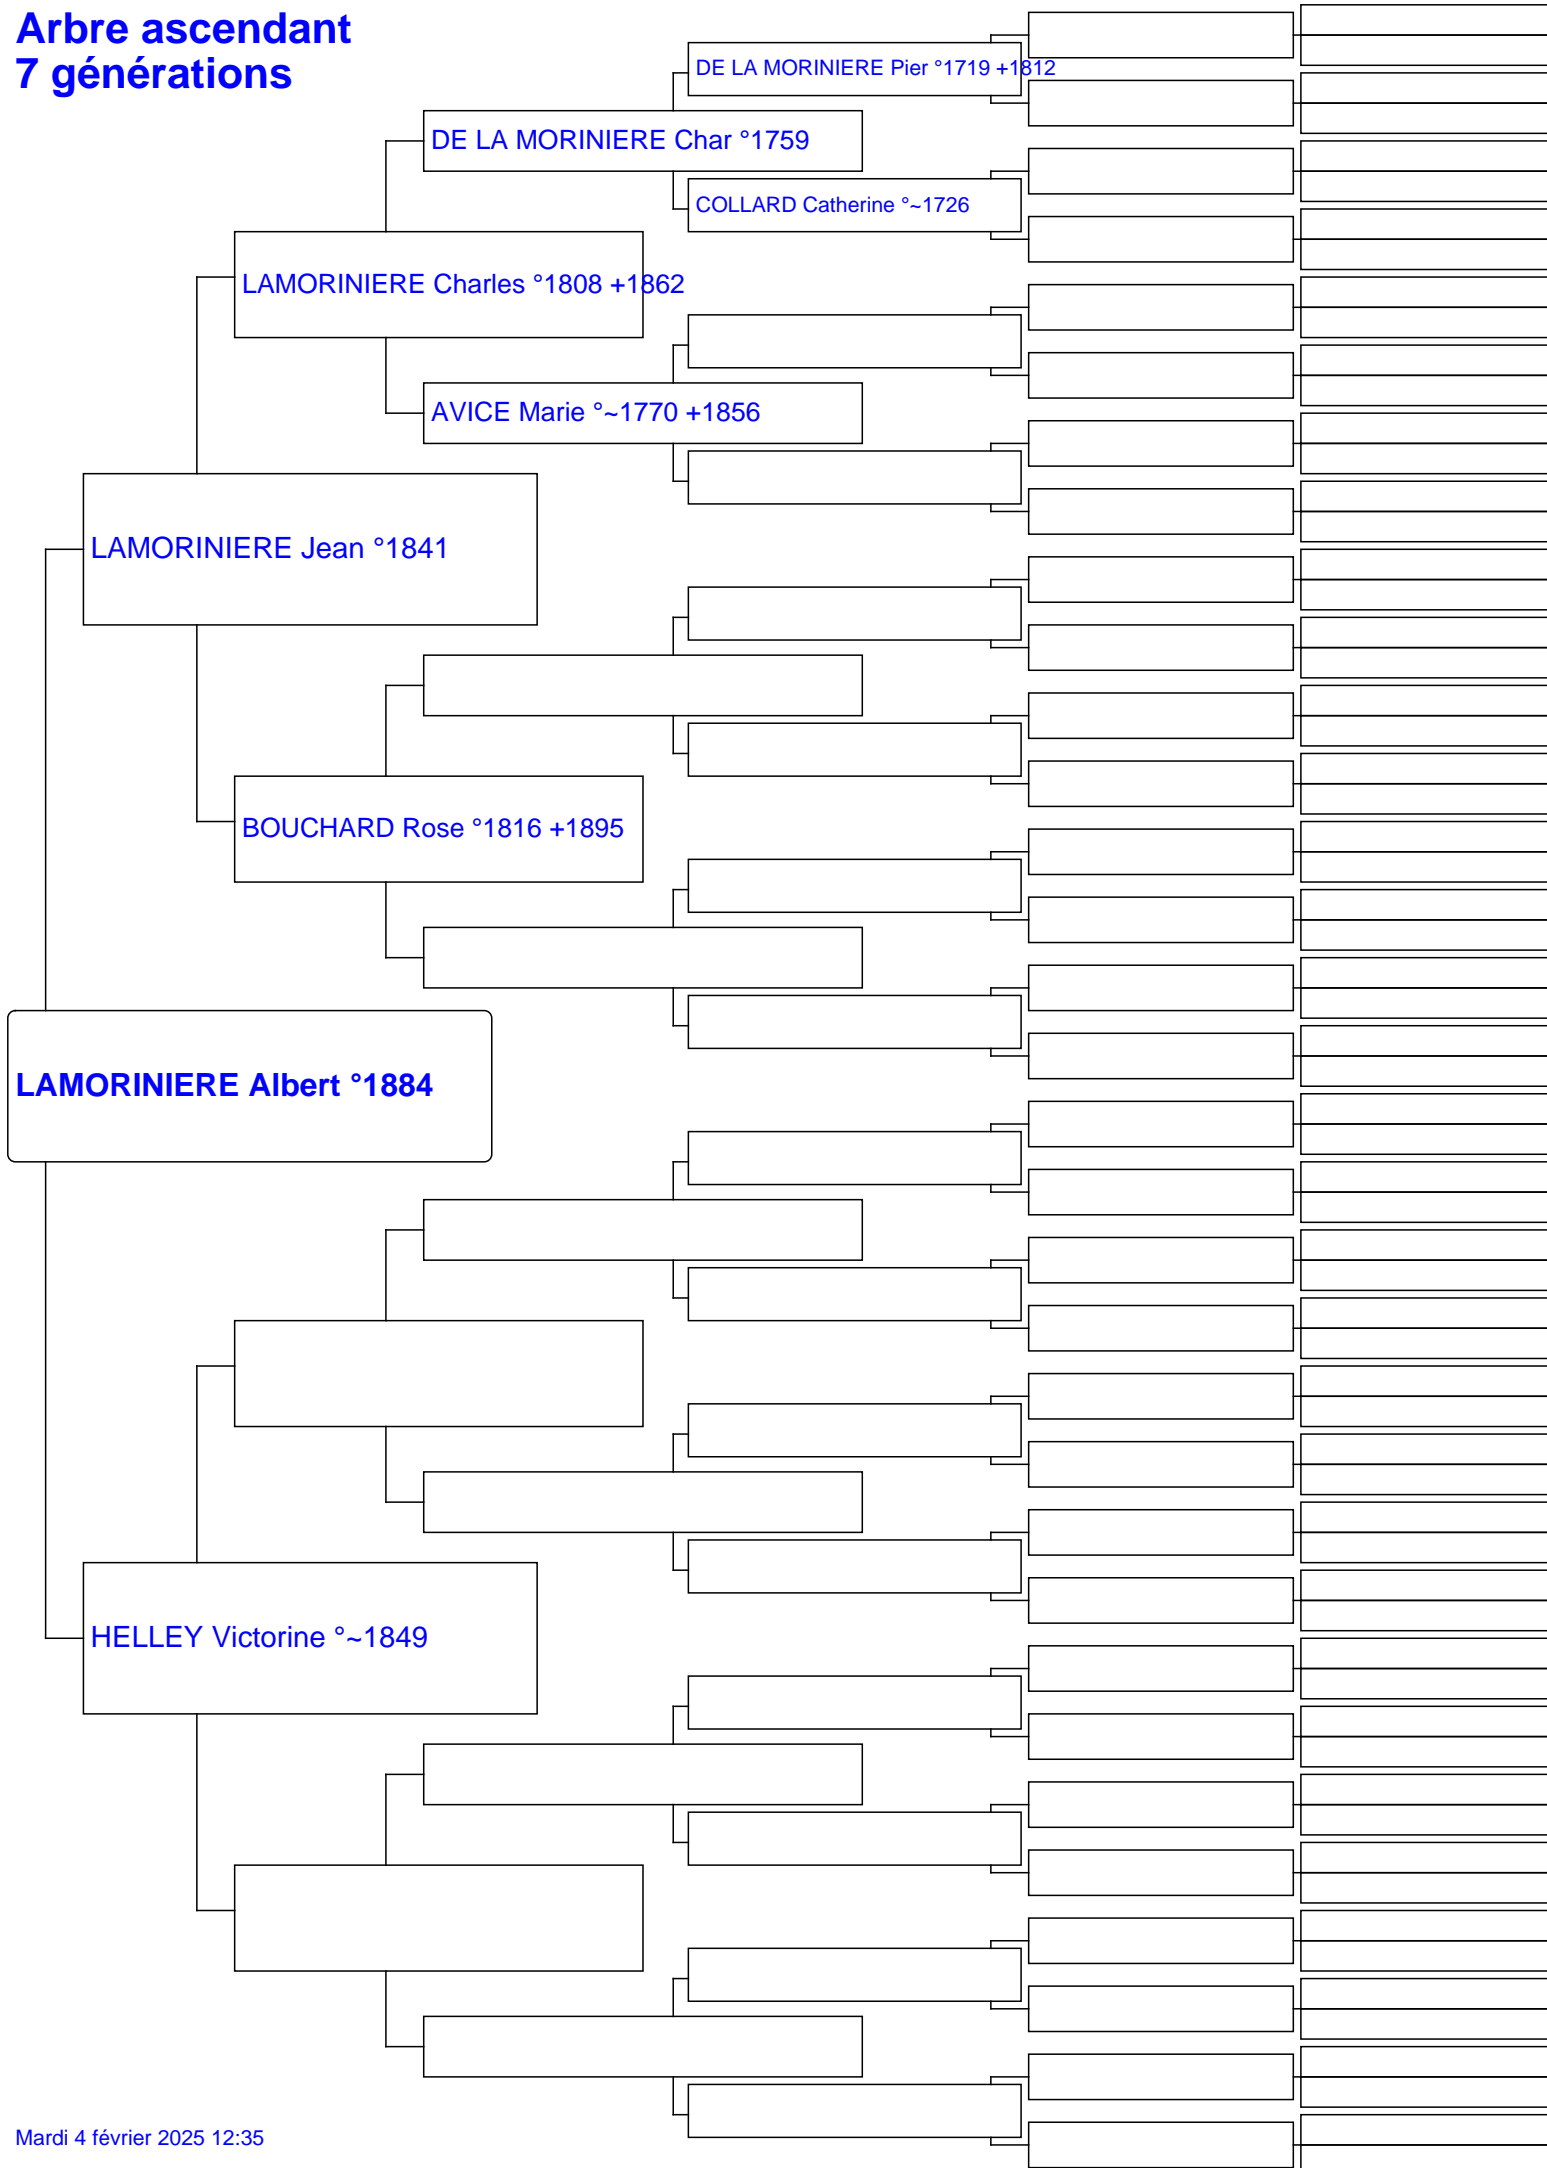 Arbre ascendant
7 générations
DE LA MORINIERE Pier °1719 +1812
DE LA MORINIERE Char °1759
COLLARD Catherine °~1726
LAMORINIERE Charles °1808 +1862
AVICE Marie °~1770 +1856
LAMORINIERE Jean °1841
BOUCHARD Rose °1816 +1895
LAMORINIERE Albert °1884
HELLEY Victorine °~1849
Mardi 4 février 2025 12:35